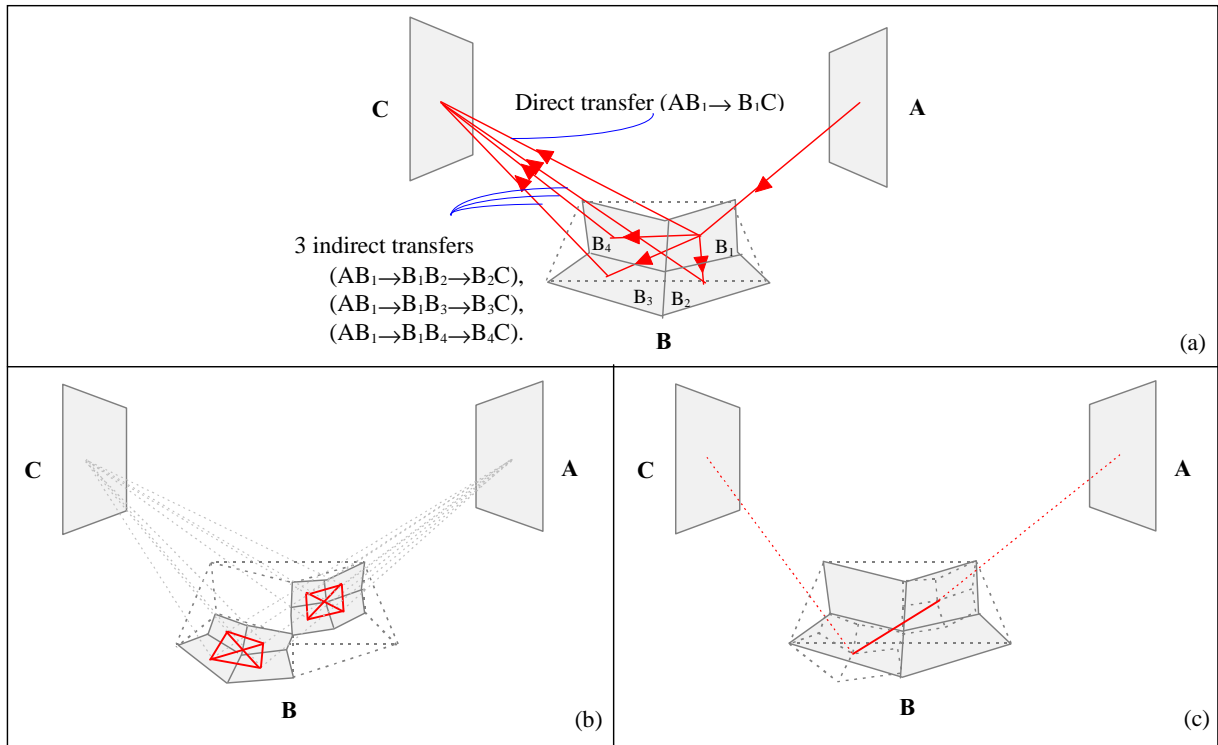 C
Direct transfer (AB₁→ B₁C)
A
3 indirect transfers
(AB₁→B₁B₂→B₂C),
(AB₁→B₁B₃→B₃C),
(AB₁→B₁B₄→B₄C).
B₄
B₁
B₃
B₂
B
(a)
C
A
B
(b)
C
A
B
(c)